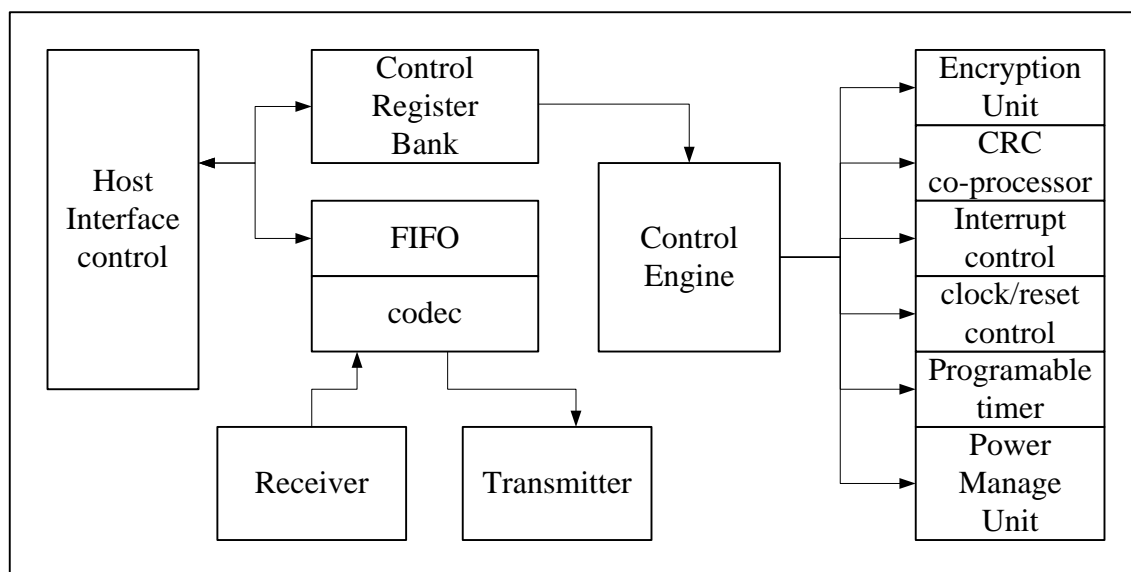 Host
Interface
control
Control
Register
Bank
FIFO
codec
Receiver
Transmitter
Control
Engine
Encryption
Unit
CRC
co-processor
Interrupt
control
clock/reset
control
Programable
timer
Power
Manage
Unit